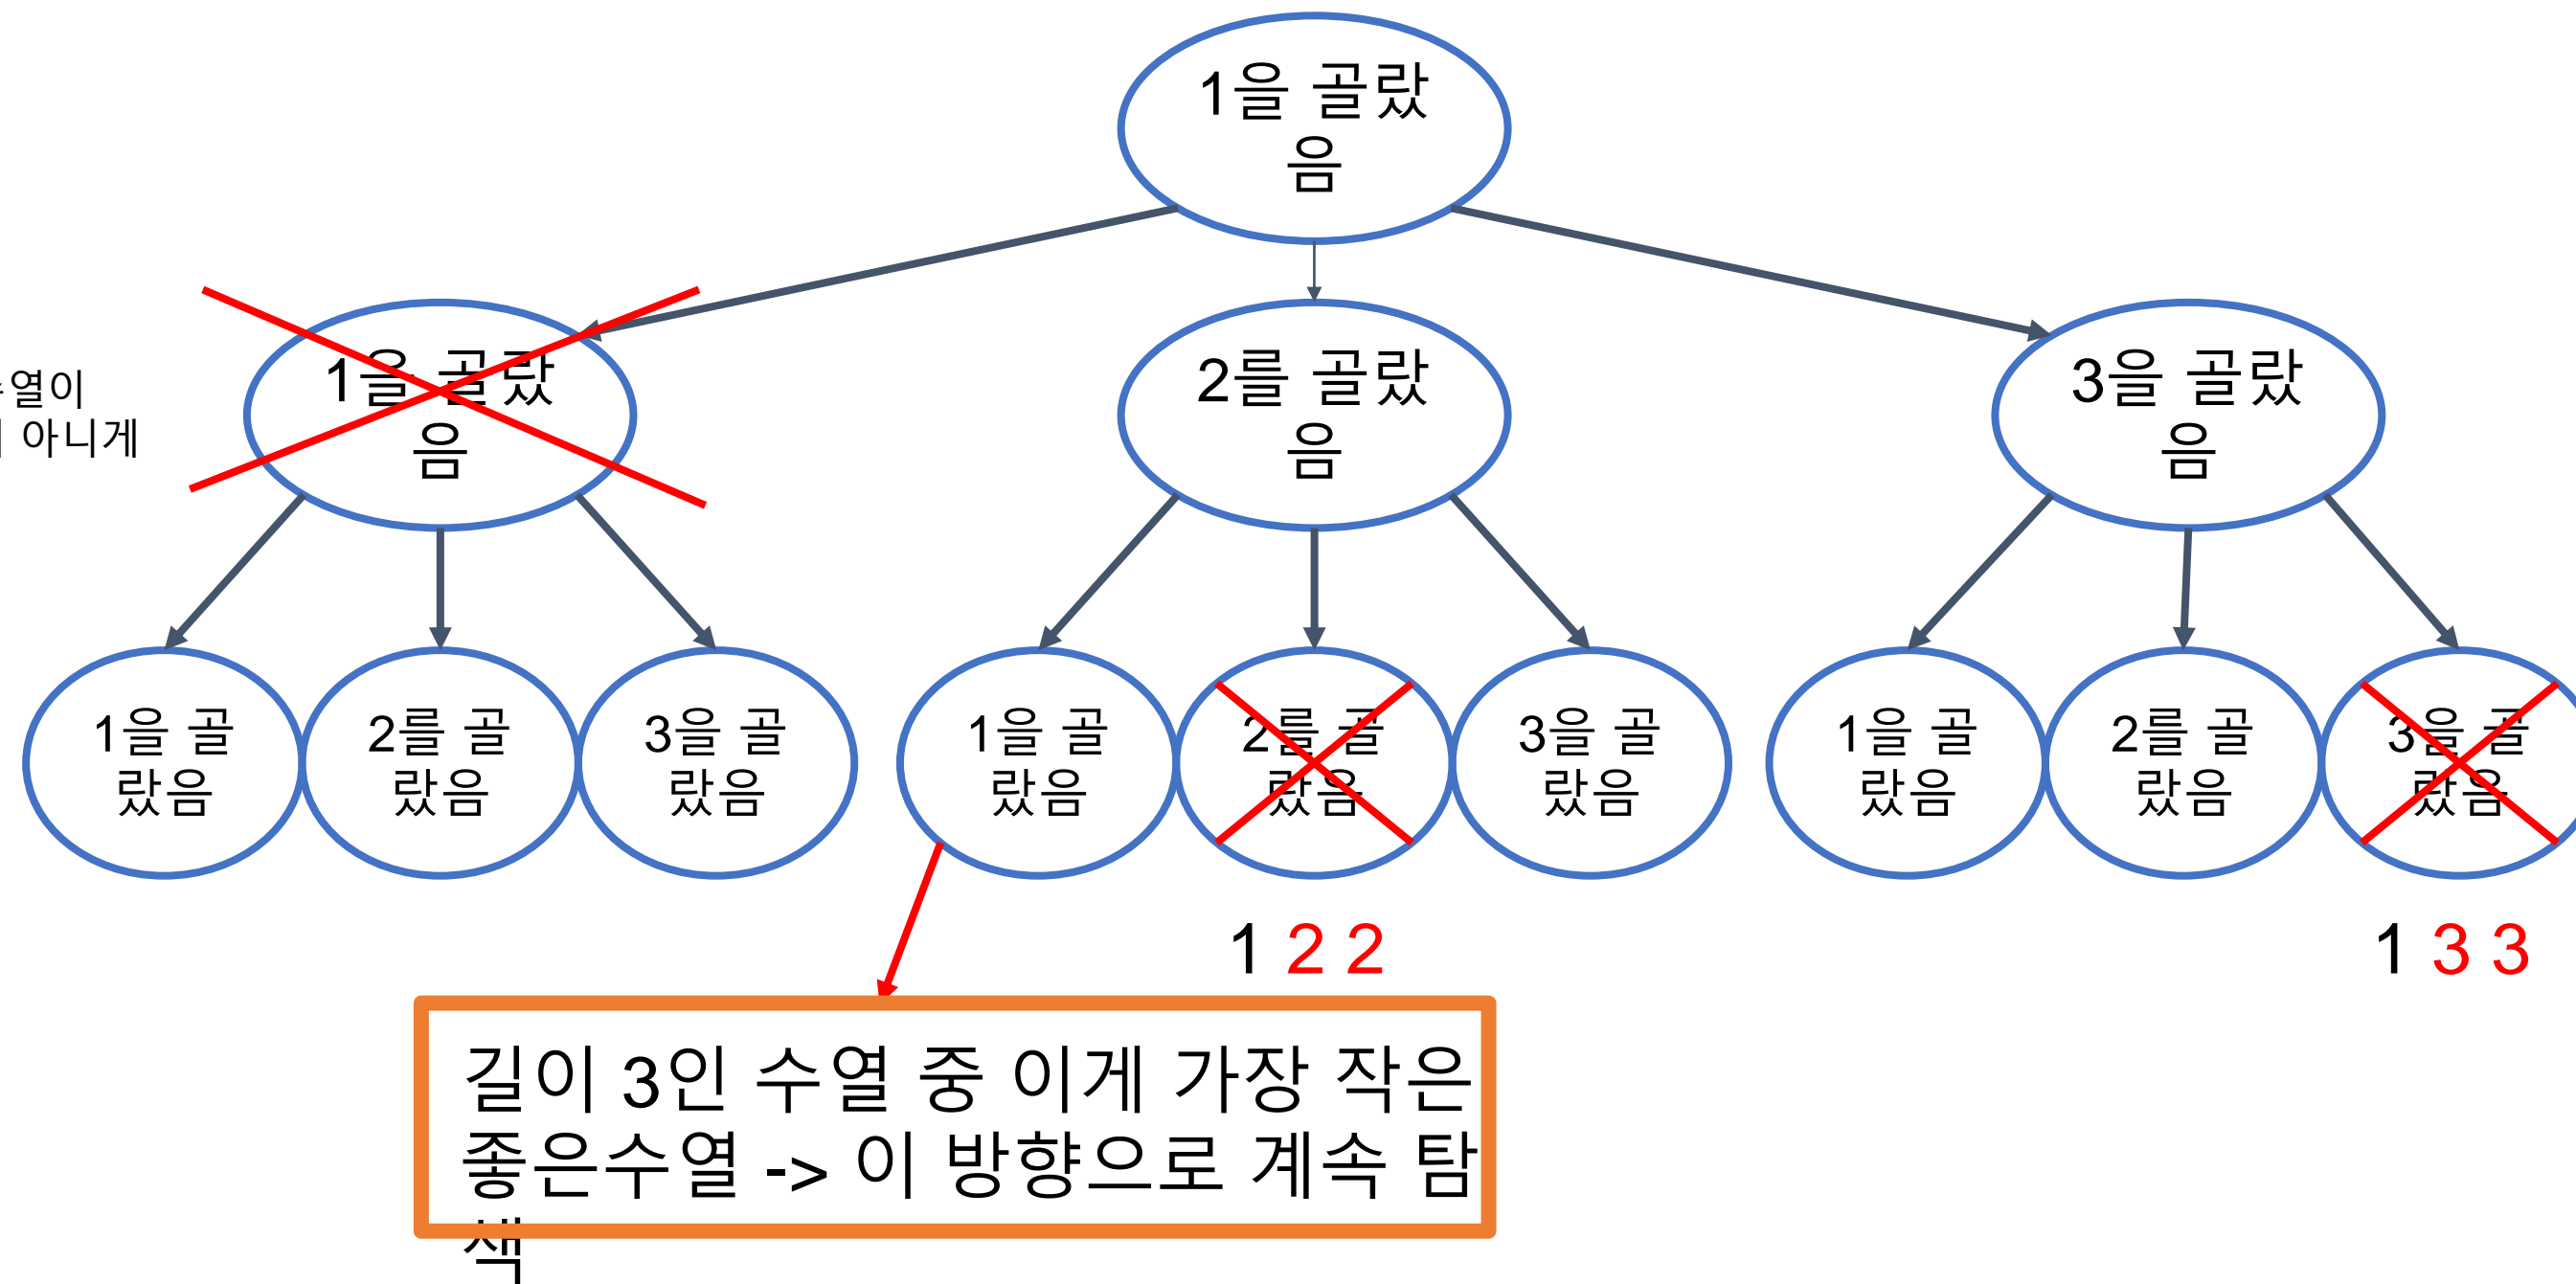 1을 골랐
음
열이
아니게
1을 골랐
음
2를 골랐
음
3을 골랐
음
1을 골
랐음
2를 골
랐음
3을 골
랐음
1을 골
랐음
2를 골
랐음
3을 골
랐음
1을 골
랐음
2를 골
랐음
3을 골
랐음
1 2 2
1 3 3
길이 3인 수열 중 이게 가장 작은
좋은수열 -> 이 방향으로 계속 탐
색